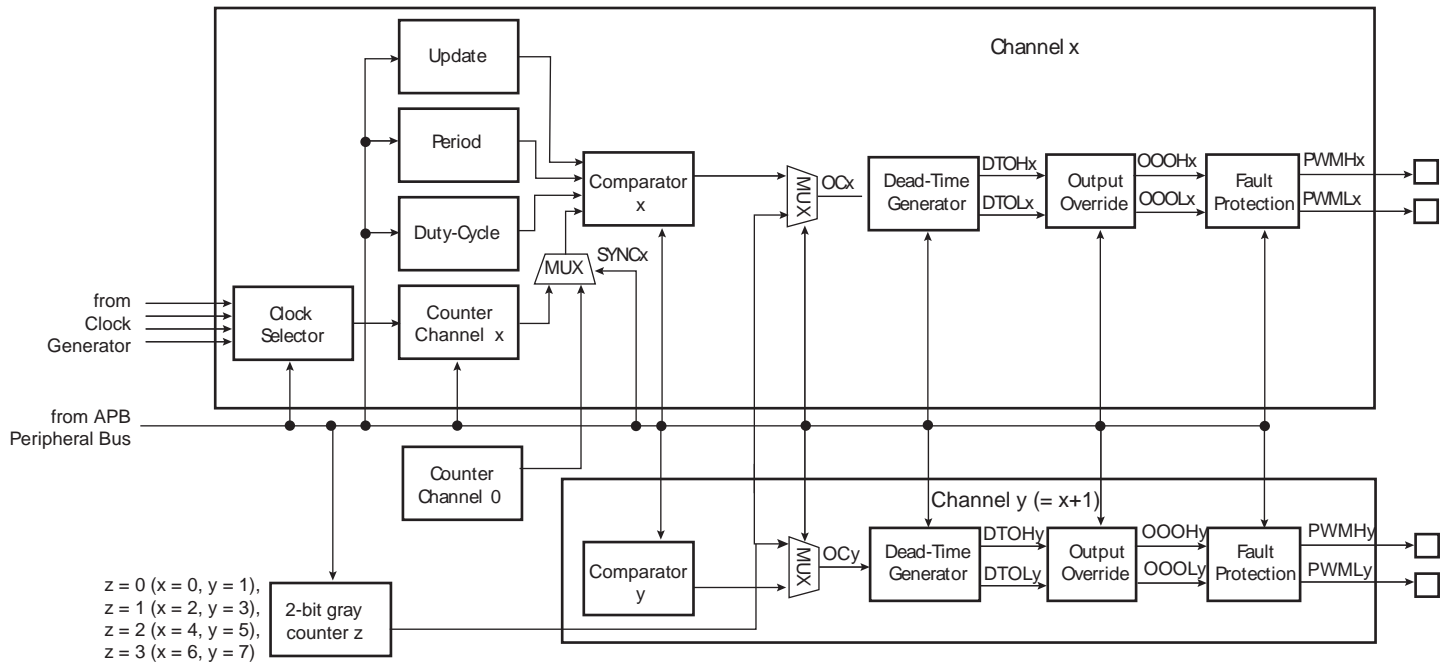 Channel x
Update
Period
Comparator
x
Duty-Cycle
MUX
SYNCx
MUX
OCx
Dead-Time
Generator
DTOHx
DTOLx
Output
Override
OOOHx
OOOLx
Fault
Protection
PWMHx
PWMLx
from
Clock
Generator
Clock
Selector
Counter
Channel x
from APB
Peripheral Bus
Counter
Channel 0
Channel y (= x+1)
Comparator
y
MUX
OCy
Dead-Time
Generator
DTOHy
DTOLy
Output
Override
OOOHy
OOOLy
Fault
Protection
PWMHy
PWMLy
z = 0 (x = 0, y = 1),
z = 1 (x = 2, y = 3),
z = 2 (x = 4, y = 5),
z = 3 (x = 6, y = 7)
2-bit gray
counter z